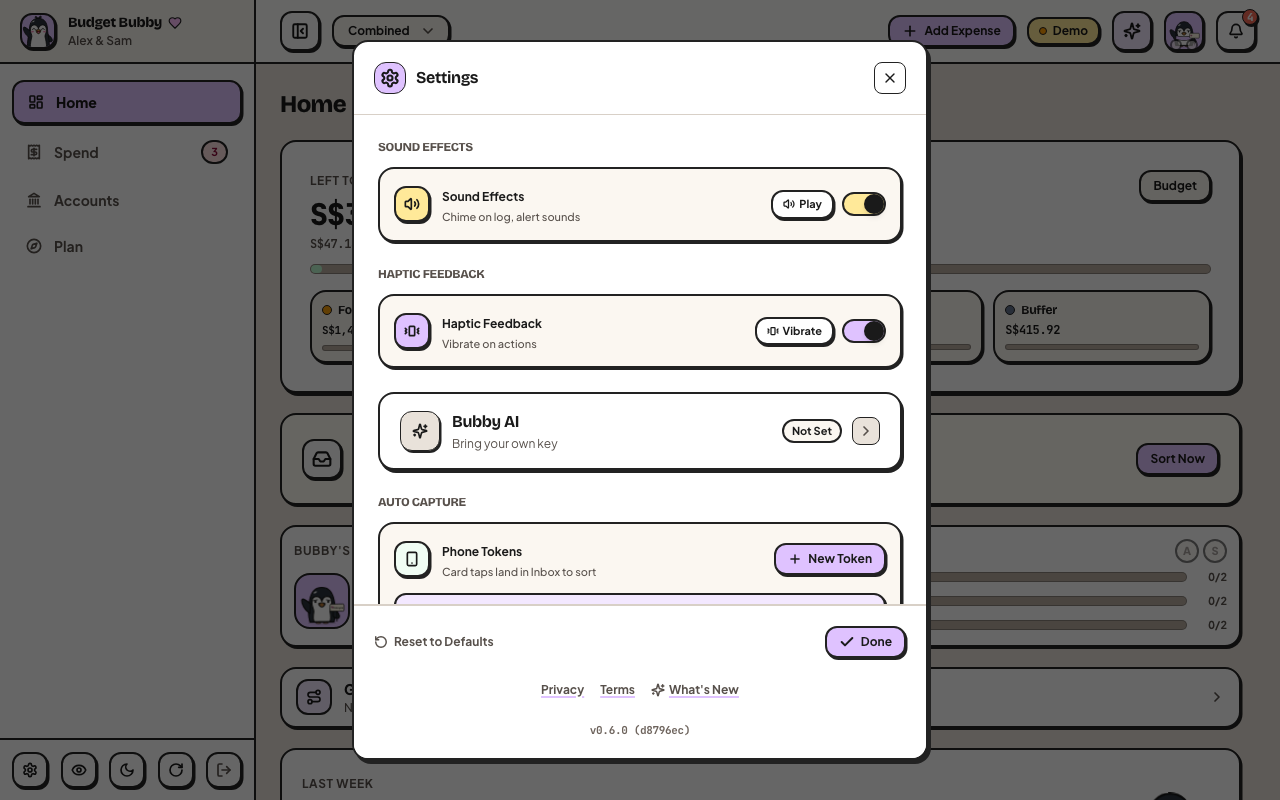 Budget Bubby
Alex & Sam
Combined
Add Expense
Demo
4
Home
Spend
3
Accounts
Plan
Home
Budget
S$47.1
Buffer
S$415.92
Sort Now
BUBBY'S
A
S
0/2
0/2
0/2
LAST WEEK
Settings
SOUND EFFECTS
Sound Effects
Chime on log, alert sounds
Play
HAPTIC FEEDBACK
Haptic Feedback
Vibrate on actions
Vibrate
Bubby AI
Bring your own key
Not Set
AUTO CAPTURE
Phone Tokens
Card taps land in Inbox to sort
New Token
Reset to Defaults
Done
Privacy
Terms
What's New
v0.6.0 (d8796ec)